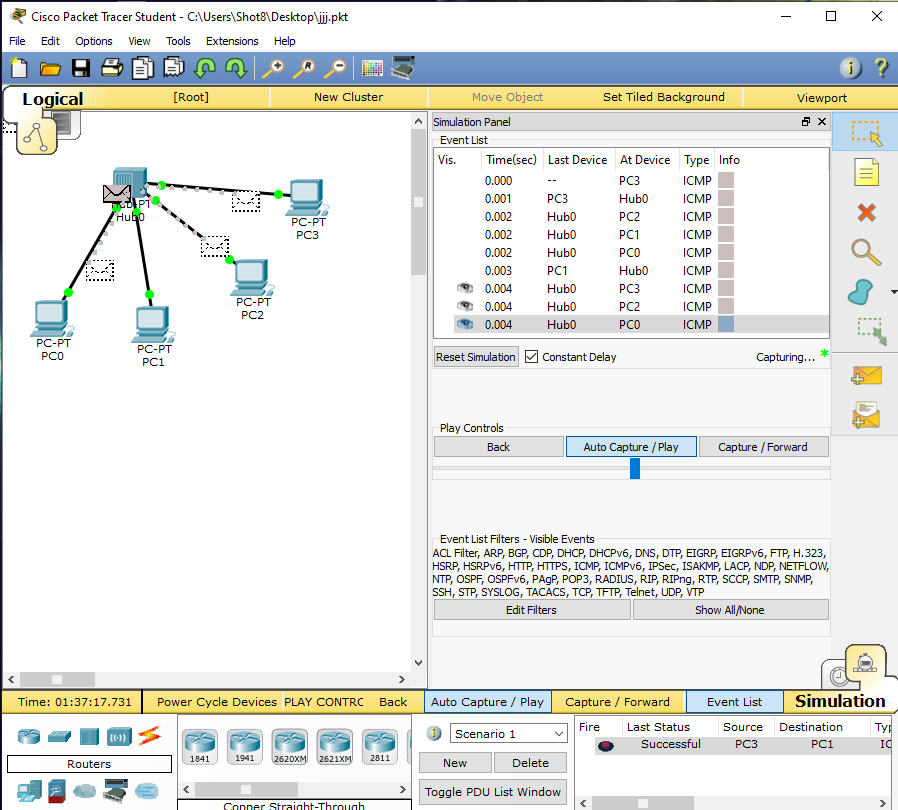 Cisco Packet Tracer Student - C:\Users\Shot8\Desktop\jjj.pkt
File Edit Options View Tools Extensions Help
Logical [Root] New Cluster Move Object Set Tiled Background Viewport
Simulation Panel
Event List
Vis. Time(sec) Last Device At Device Type Info
0.000 -- PC3 ICMP
0.001 PC3 Hub0 ICMP
0.002 Hub0 PC2 ICMP
0.002 Hub0 PC1 ICMP
0.002 Hub0 PC0 ICMP
0.003 PC1 Hub0 ICMP
0.004 Hub0 PC3 ICMP
0.004 Hub0 PC2 ICMP
0.004 Hub0 PC0 ICMP
Hub-PT
Hub0
PC-PT
PC3
PC-PT
PC2
PC-PT
PC0
PC-PT
PC1
Reset Simulation Constant Delay Capturing... *
Play Controls
Back Auto Capture / Play Capture / Forward
Event List Filters - Visible Events
ACL Filter, ARP, BGP, CDP, DHCP, DHCPv6, DNS, DTP, EIGRP, EIGRPv6, FTP, H.323,
HSRP, HSRPv6, HTTP, HTTPS, ICMP, ICMPv6, IPSec, ISAKMP, LACP, NDP, NETFLOW,
NTP, OSPF, OSPFv6, PAgP, POP3, RADIUS, RIP, RIPng, RTP, SCCP, SMTP, SNMP,
SSH, STP, SYSLOG, TACACS, TCP, TFTP, Telnet, UDP, VTP
Edit Filters Show All/None
Time: 01:37:17.731 Power Cycle Devices PLAY CONTRC Back Auto Capture / Play Capture / Forward Event List Simulation
Routers
1841 1941 2620XM 2621XM 2811
Copper Straight-Through
Scenario 1
New Delete
Toggle PDU List Window
Fire Last Status Source Destination Typ
Successful PC3 PC1 IC